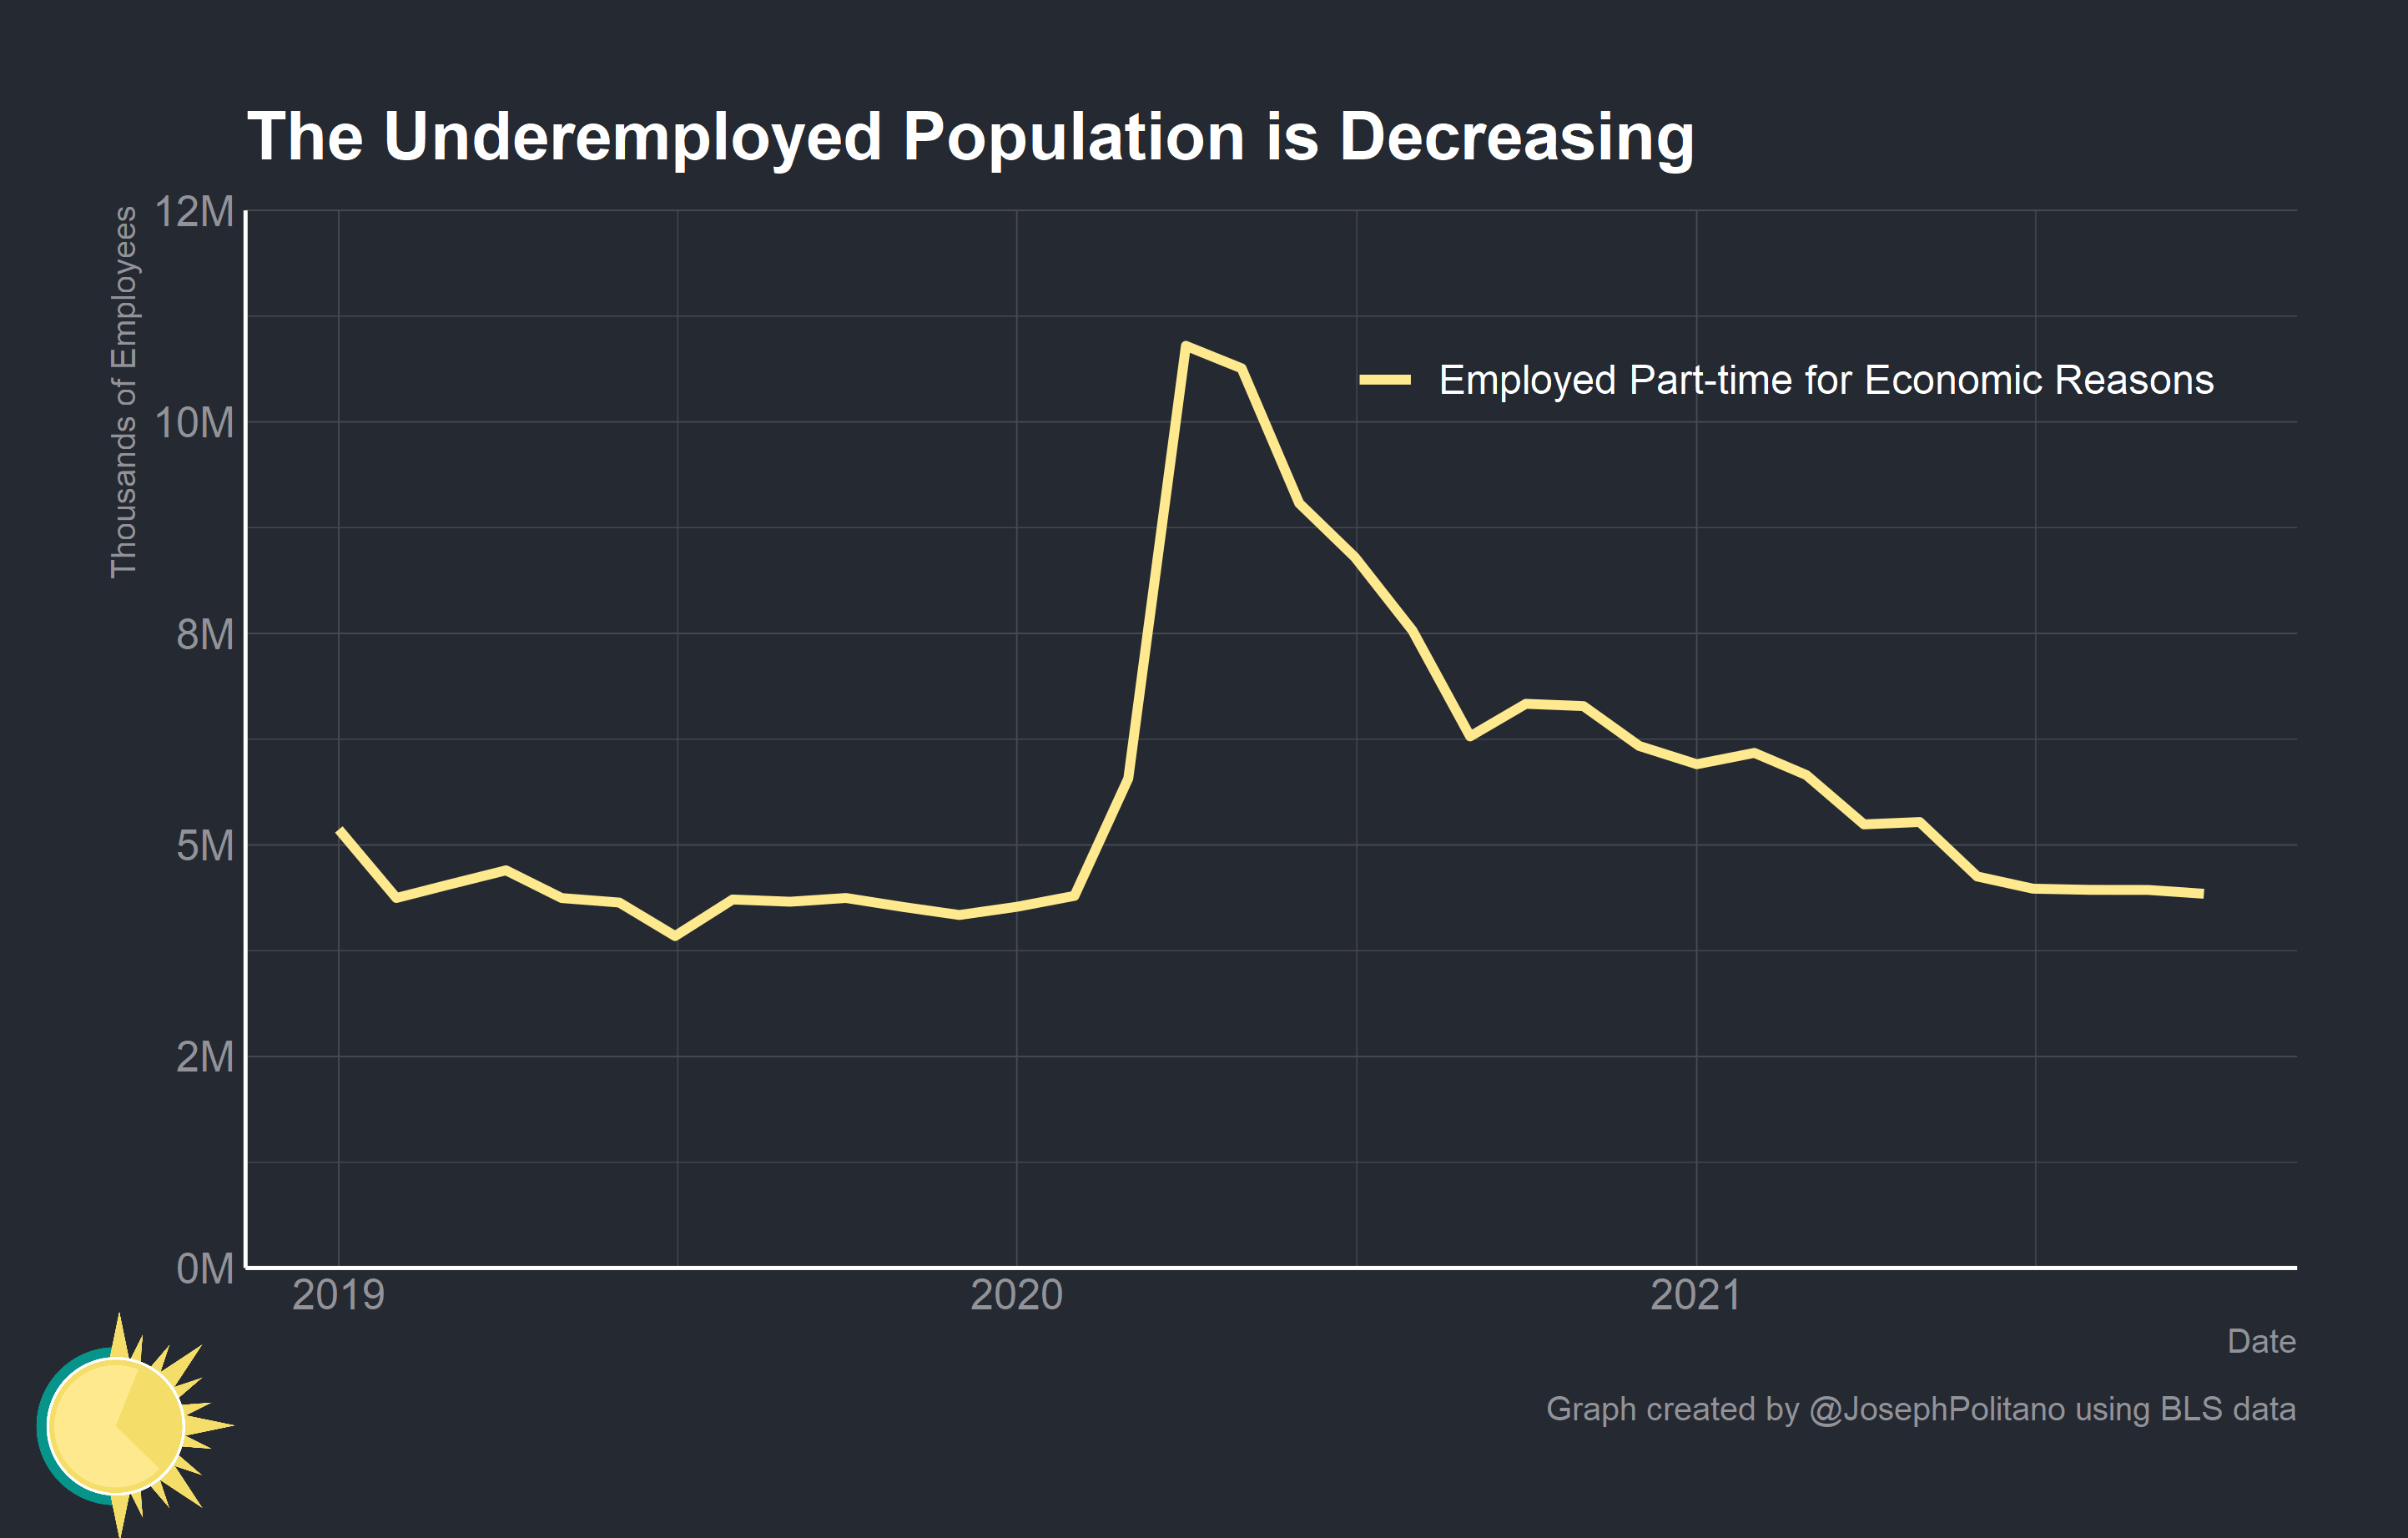 The Underemployed Population is Decreasing
Thousands of Employees
12M
10M
8M
5M
2M
0M
Employed Part-time for Economic Reasons
2019 2020 2021
Date
Graph created by @JosephPolitano using BLS data